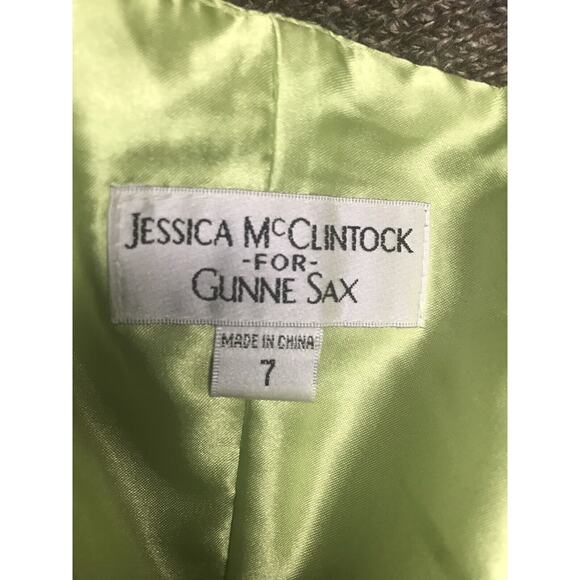 JESSICA MCCLINTOCK
-FOR-
GUNNE SAX
MADE IN CHINA
7